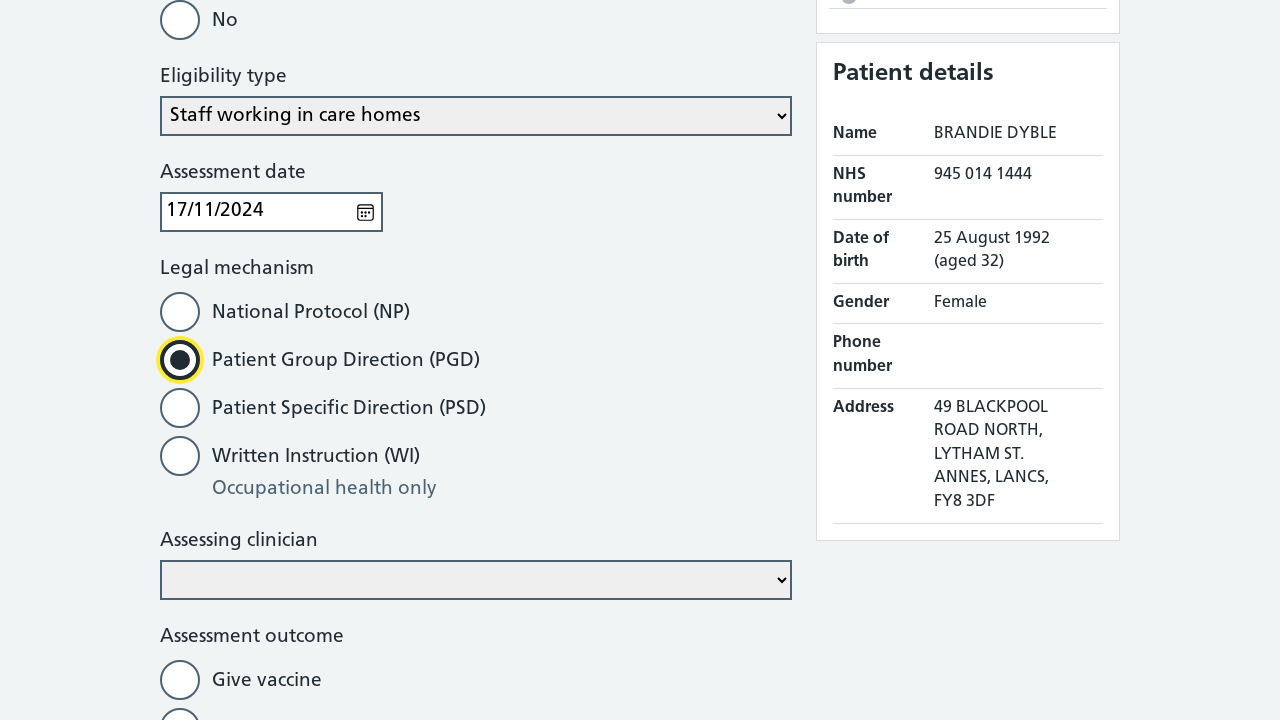 No
Eligibility type
Staff working in care homes
Assessment date
17/11/2024
Legal mechanism
National Protocol (NP)
Patient Group Direction (PGD)
Patient Specific Direction (PSD)
Written Instruction (WI)
Occupational health only
Assessing clinician
Assessment outcome
Give vaccine
Patient details
Name BRANDIE DYBLE
NHS number 945 014 1444
Date of birth 25 August 1992 (aged 32)
Gender Female
Phone number
Address 49 BLACKPOOL
ROAD NORTH,
LYTHAM ST.
ANNES, LANCS,
FY8 3DF